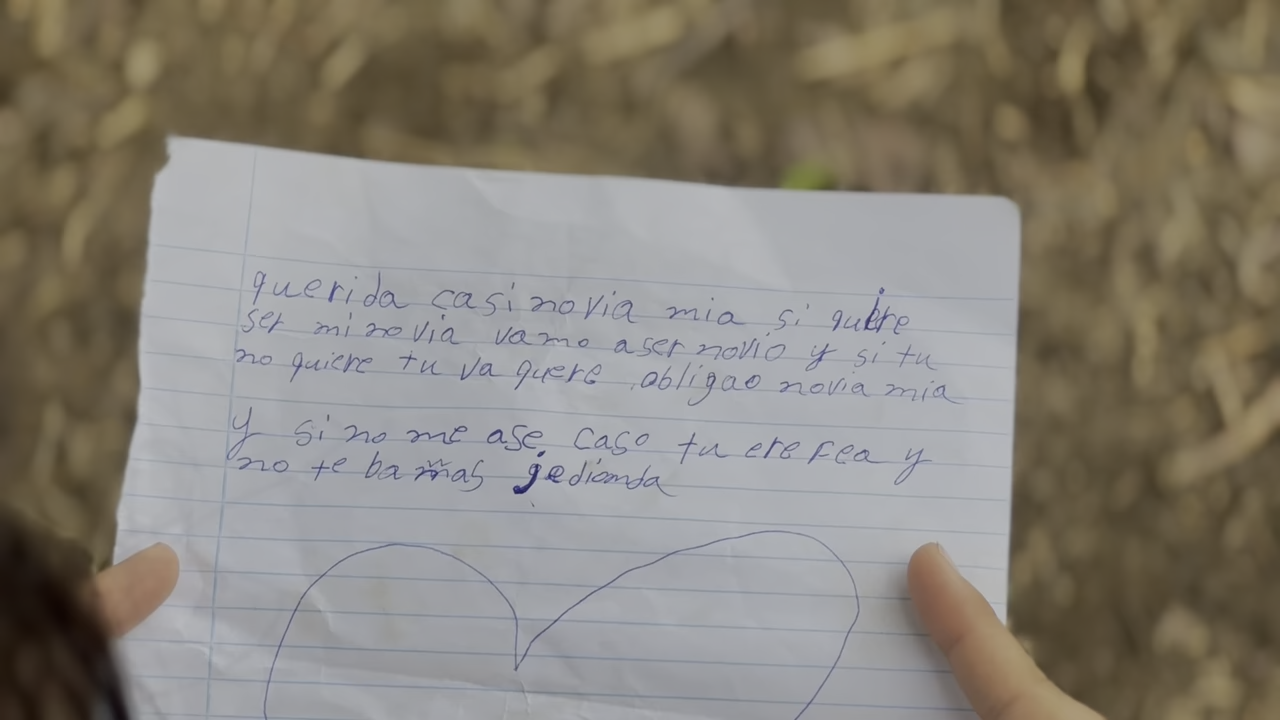 querida casi novia mia si quiere
ser mi novia vamo aser novio y si tu
no quiere tu va quere obligao novia mia
y si no me ase caso tu ere fea y
no te bañas jedionda